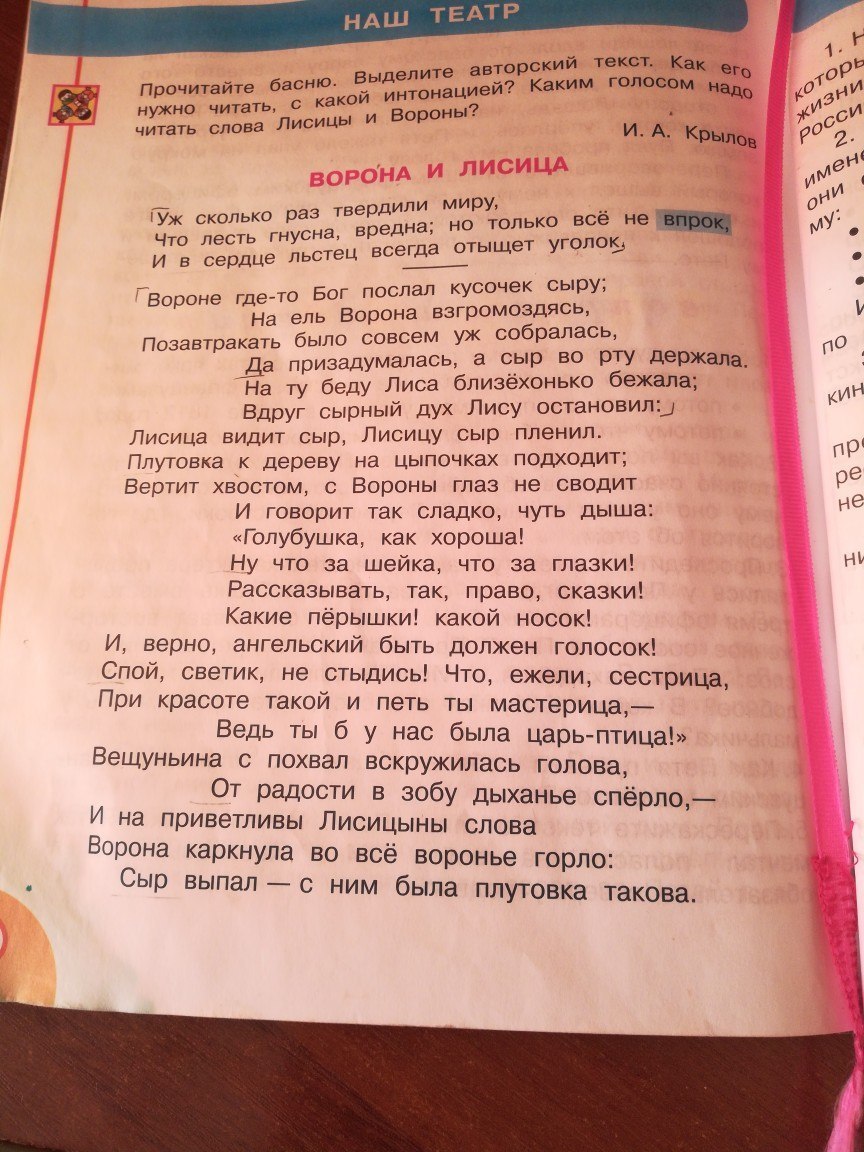 НАШ ТЕАТР
Прочитайте басню. Выделите авторский текст. Как его
нужно читать, с какой интонацией? Каким голосом надо
читать слова Лисицы и Вороны?
И. А. Крылов
ВОРОНА И ЛИСИЦА
Уж сколько раз твердили миру,
Что лесть гнусна, вредна; но только всё не впрок,
И в сердце льстец всегда отыщет уголок.
Вороне где-то Бог послал кусочек сыру;
На ель Ворона взгромоздясь,
Позавтракать было совсем уж собралась,
Да призадумалась, а сыр во рту держала.
На ту беду Лиса близёхонько бежала;
Вдруг сырный дух Лису остановил:
Лисица видит сыр, Лисицу сыр пленил.
Плутовка к дереву на цыпочках подходит;
Вертит хвостом, с Вороны глаз не сводит
И говорит так сладко, чуть дыша:
«Голубушка, как хороша!
Ну что за шейка, что за глазки!
Рассказывать, так, право, сказки!
Какие пёрышки! какой носок!
И, верно, ангельский быть должен голосок!
Спой, светик, не стыдись! Что, ежели, сестрица,
При красоте такой и петь ты мастерица,—
Ведь ты б у нас была царь-птица!»
Вещуньина с похвал вскружилась голова,
От радости в зобу дыханье спёрло,—
И на приветливы Лисицыны слова
Ворона каркнула во всё воронье горло:
Сыр выпал — с ним была плутовка такова.
1.
жизни
2.
они
му:
по